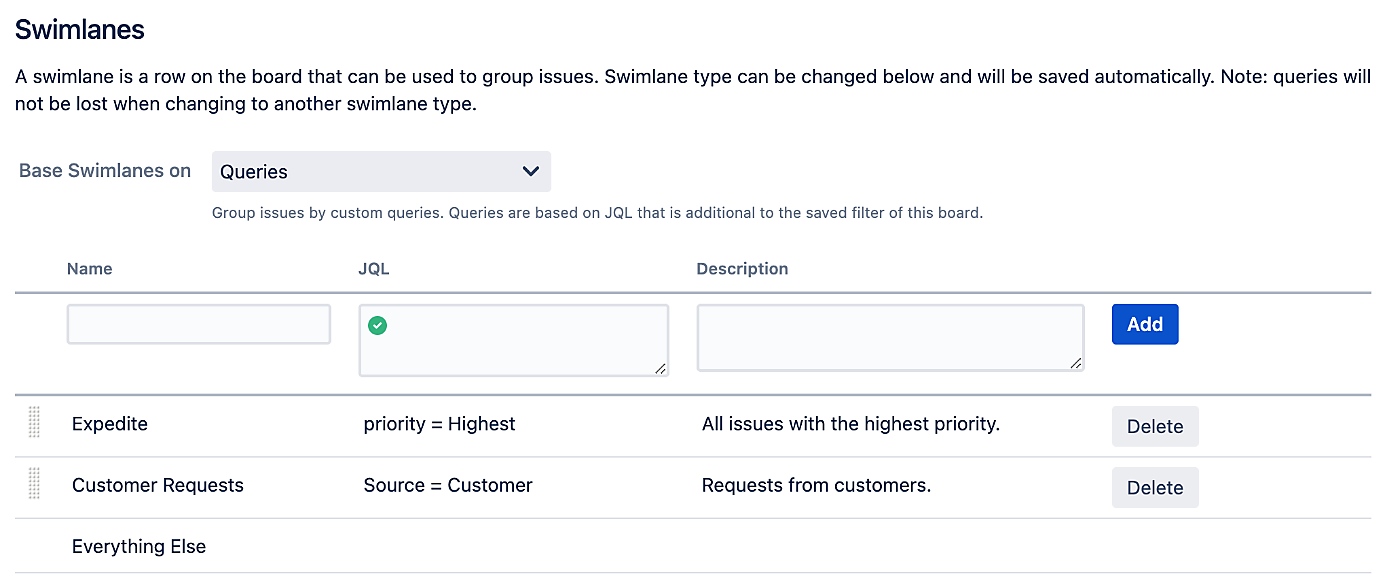 Swimlanes
A swimlane is a row on the board that can be used to group issues. Swimlane type can be changed below and will be saved automatically. Note: queries will
not be lost when changing to another swimlane type.
Base Swimlanes on Queries
Group issues by custom queries. Queries are based on JQL that is additional to the saved filter of this board.
Name JQL Description
Add
Expedite priority = Highest All issues with the highest priority. Delete
Customer Requests Source = Customer Requests from customers. Delete
Everything Else